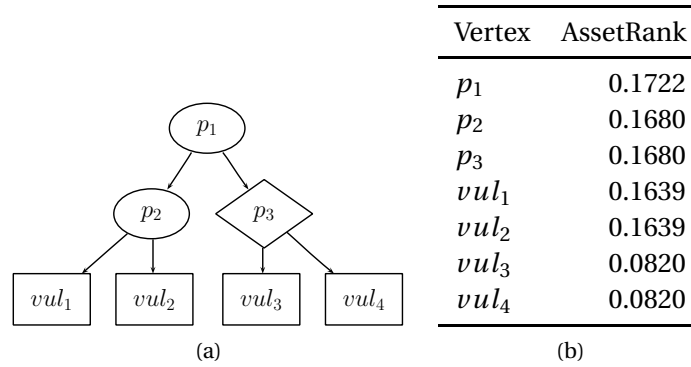 p1
p2 p3
vul1 vul2 vul3 vul4
(a)
Vertex AssetRank
p1 0.1722
p2 0.1680
p3 0.1680
vul1 0.1639
vul2 0.1639
vul3 0.0820
vul4 0.0820
(b)